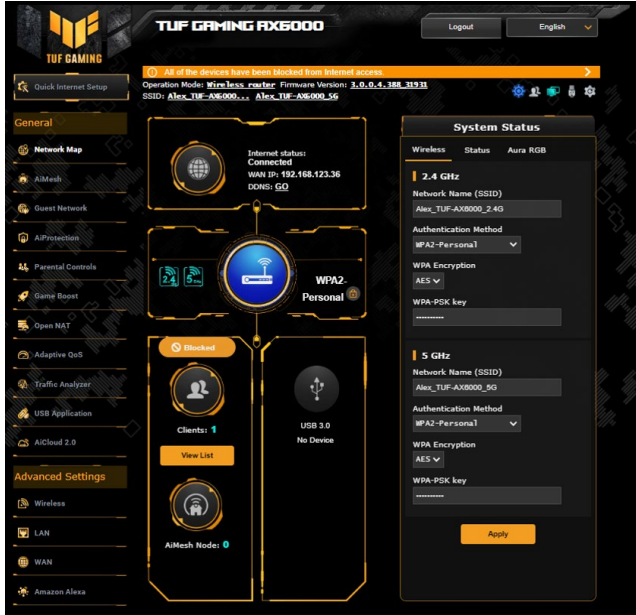 TUF GAMING
TUF GAMING AX6000
Logout
English
All of the devices have been blocked from Internet access.
Quick Internet Setup
Operation Mode: Wireless router Firmware Version: 3.0.0.4.388_31931
SSID: Alex_TUF-AX6000... Alex_TUF-AX6000_5G
General
Network Map
AiMesh
Guest Network
AiProtection
Parental Controls
Game Boost
Open NAT
Adaptive QoS
Traffic Analyzer
USB Application
AiCloud 2.0
Advanced Settings
Wireless
LAN
WAN
Amazon Alexa
Internet status:
Connected
WAN IP: 192.168.123.36
DDNS: GO
2.4
5
WPA2-
Personal
Blocked
Clients: 1
View List
AiMesh Node: 0
USB 3.0
No Device
System Status
Wireless Status Aura RGB
2.4 GHz
Network Name (SSID)
Alex_TUF-AX6000_2.4G
Authentication Method
WPA2-Personal
WPA Encryption
AES
WPA-PSK key
5 GHz
Network Name (SSID)
Alex_TUF-AX6000_5G
Authentication Method
WPA2-Personal
WPA Encryption
AES
WPA-PSK key
Apply